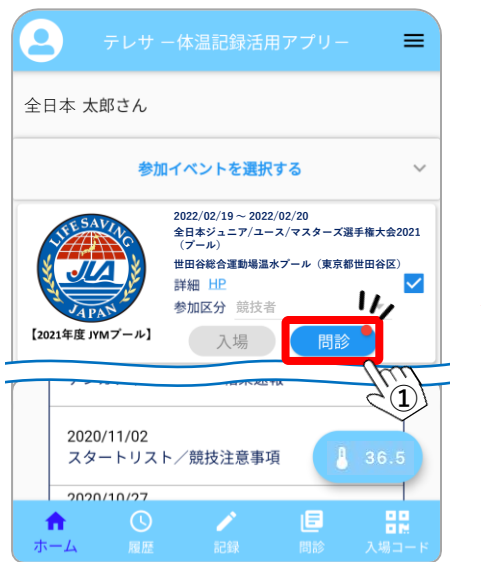 テレサ －体温記録活用アプリ－
全日本 太郎さん
参加イベントを選択する
LIFESAVING
JLA
JAPAN
【2021年度 JYMプール】
2022/02/19 ～ 2022/02/20
全日本ジュニア/ユース/マスターズ選手権大会2021
（プール）
世田谷総合運動場温水プール（東京都世田谷区）
詳細 HP
参加区分 競技者
入場
問診
①
2020/11/02
スタートリスト／競技注意事項
36.5
2020/10/27
ホーム
履歴
記録
問診
入場コード